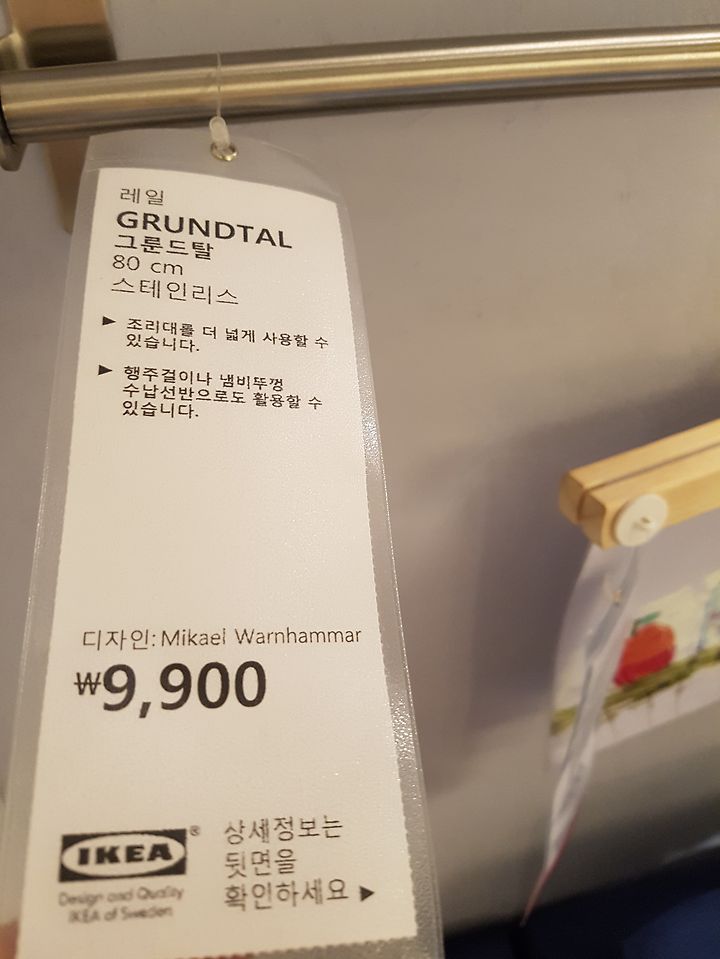 레일
GRUNDTAL
그룬드탈
80 cm
스테인리스
▶ 조리대를 더 넓게 사용할 수
있습니다.
▶ 행주걸이나 냄비뚜껑
수납선반으로도 활용할 수
있습니다.
디자인: Mikael Warnhammar
₩9,900
IKEA®
Design and Quality
IKEA of Sweden
상세정보는
뒷면을
확인하세요 ▶